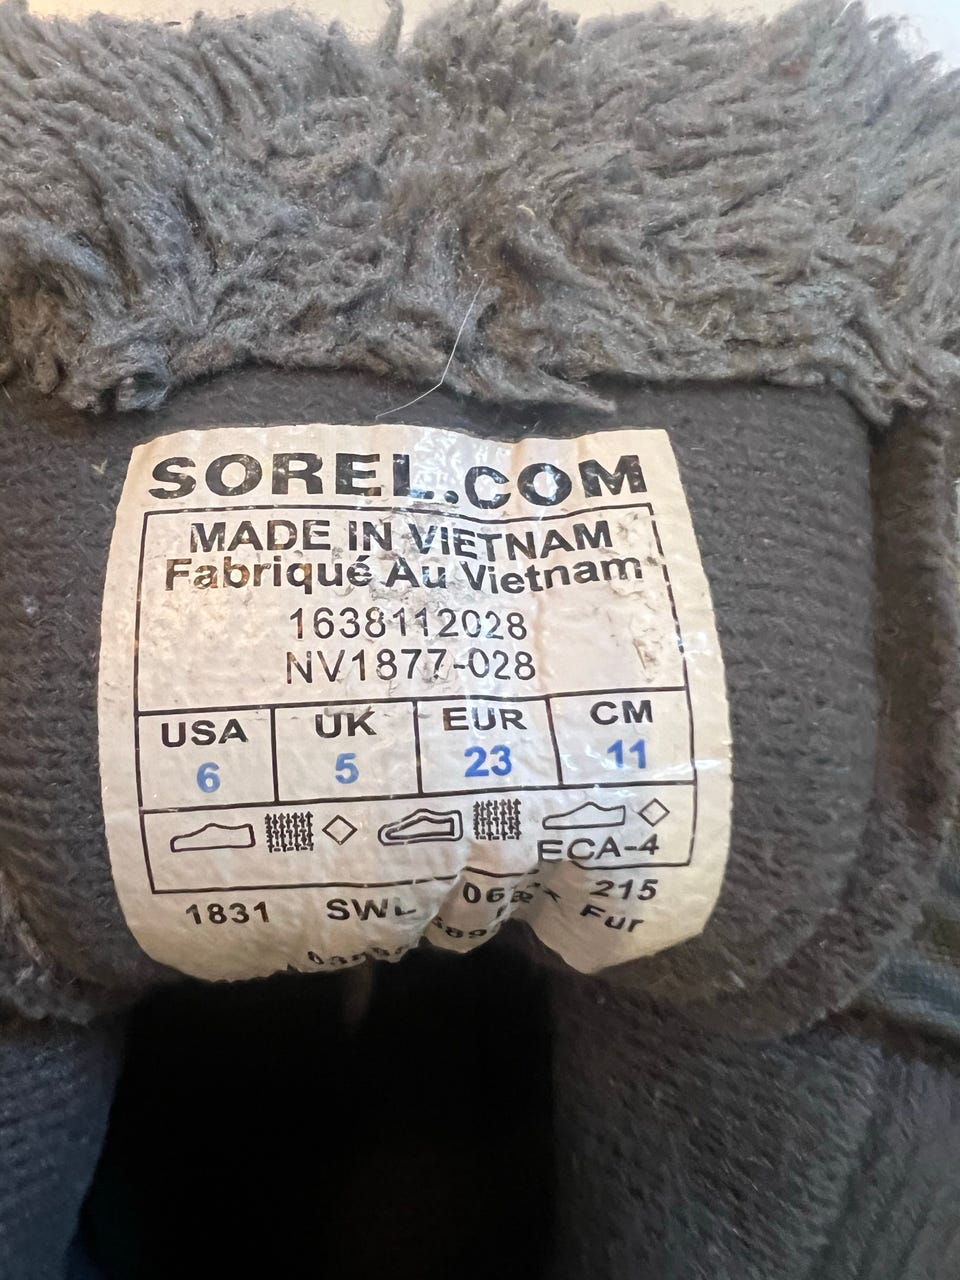 SOREL.COM
MADE IN VIETNAM
Fabriqué Au Vietnam
1638112028
NV1877-028
USA UK EUR CM
6 5 23 11
ECA-4
1831 SWL 215
Fur